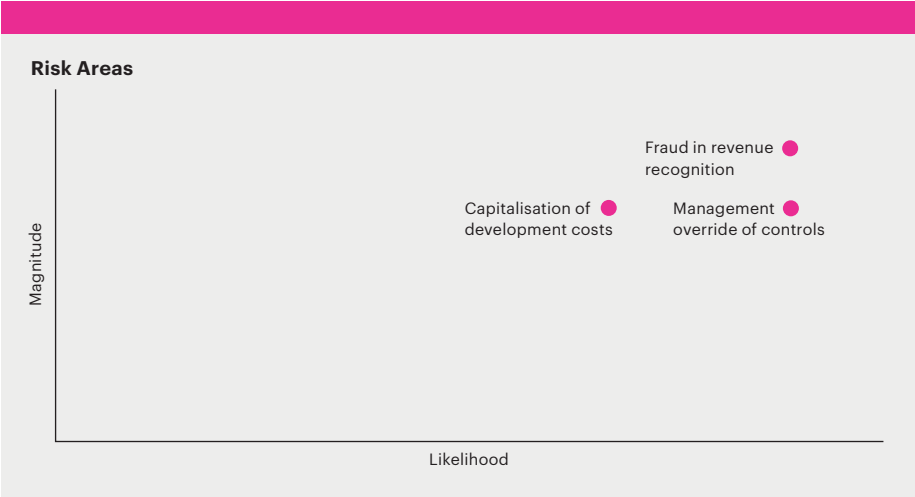 Risk Areas
Fraud in revenue
recognition
Capitalisation of
development costs
Management
override of controls
Magnitude
Likelihood